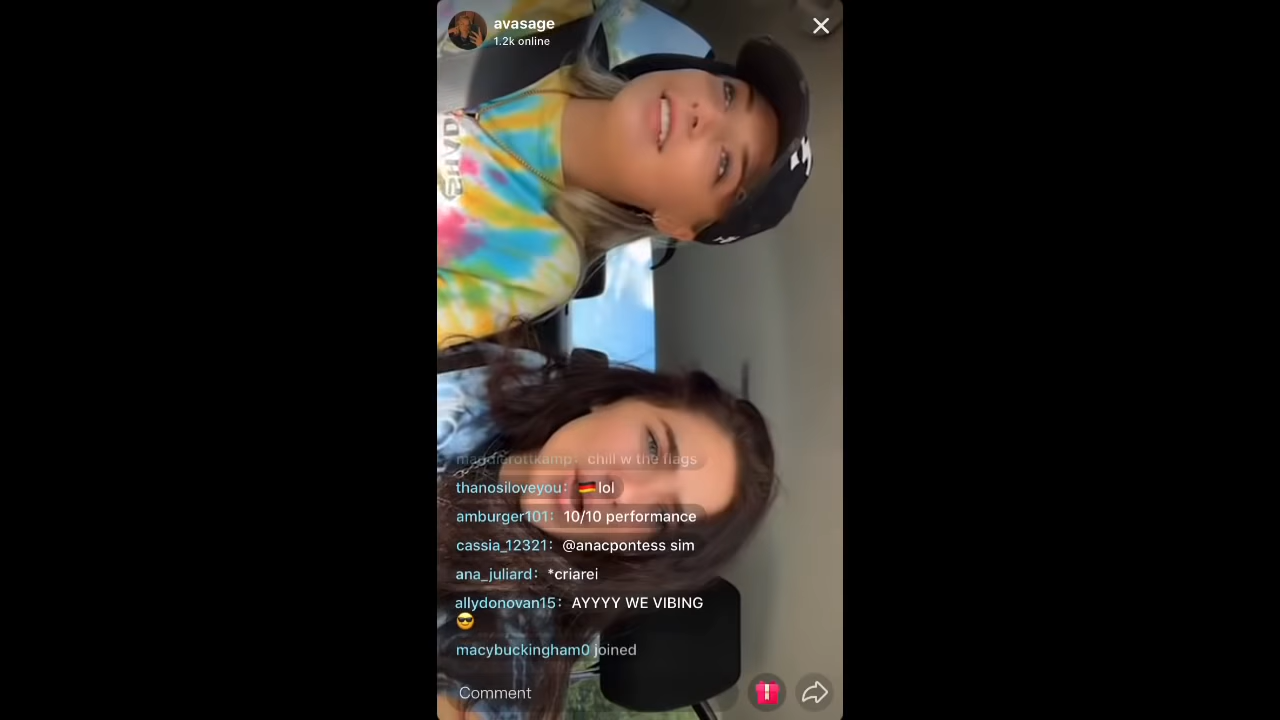 avasage
1.2k online
maddierottkamp: chill w the flags
thanosiloveyou: 🇩🇪lol
amburger101: 10/10 performance
cassia_12321: @anacpontess sim
ana_juliard: *criarei
allydonovan15: AYYYY WE VIBING
😎
macybuckingham0 joined
Comment